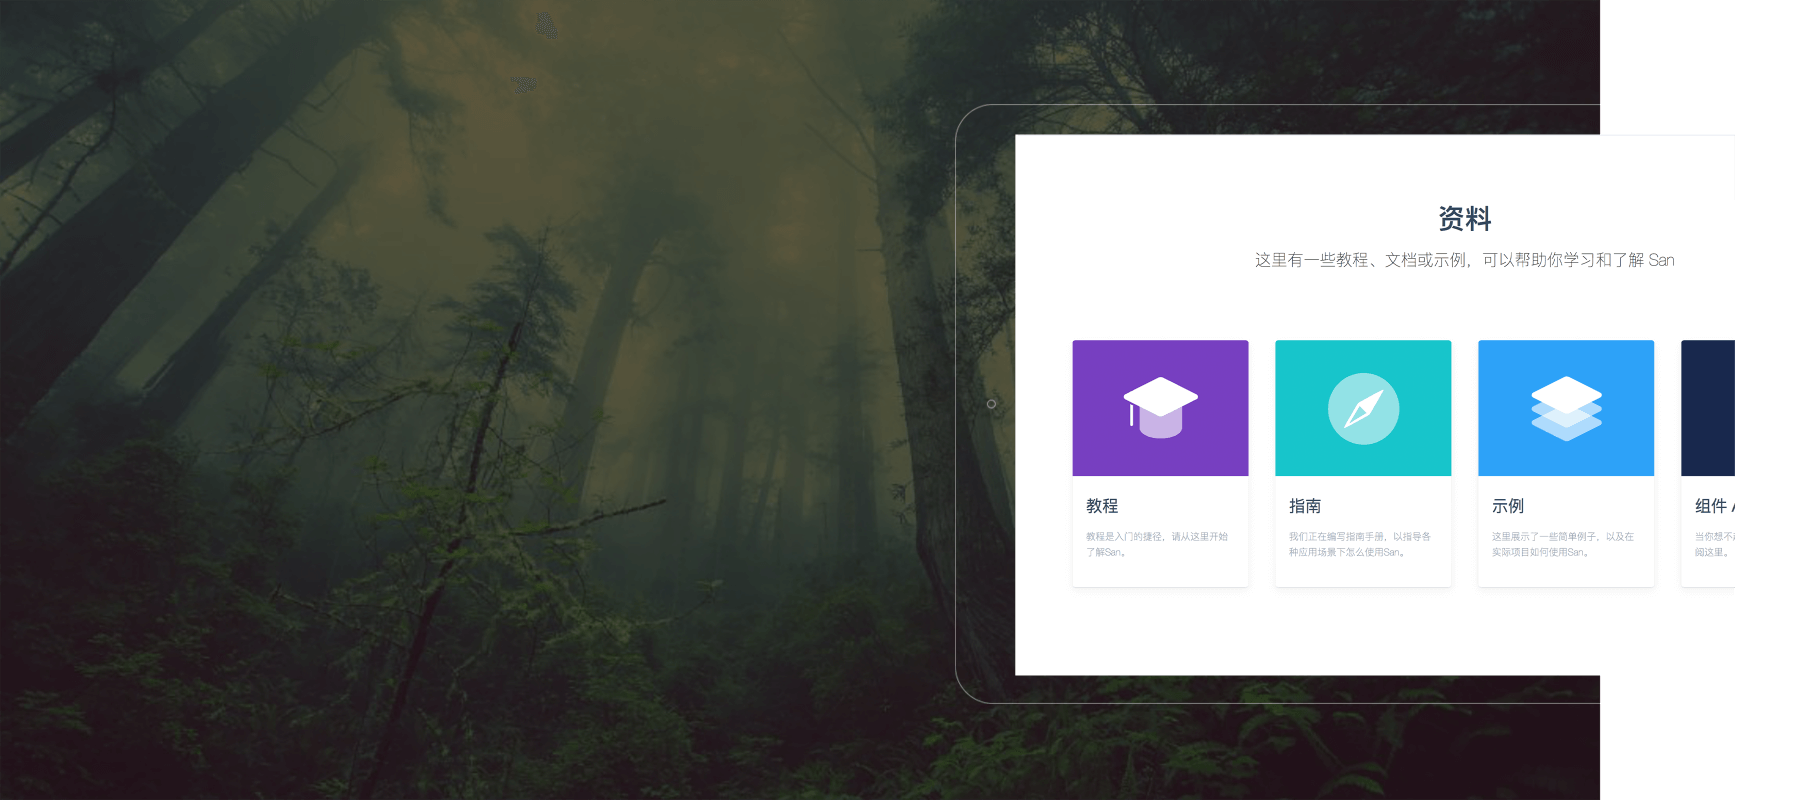 资料
这里有一些教程、文档或示例，可以帮助你学习和了解 San
教程
教程是入门的捷径，请从这里开始
了解San。
指南
我们正在编写指南手册，以指导各
种应用场景下怎么使用San。
示例
这里展示了一些简单例子，以及在
实际项目如何使用San。
组件
当你想不
阅这里。